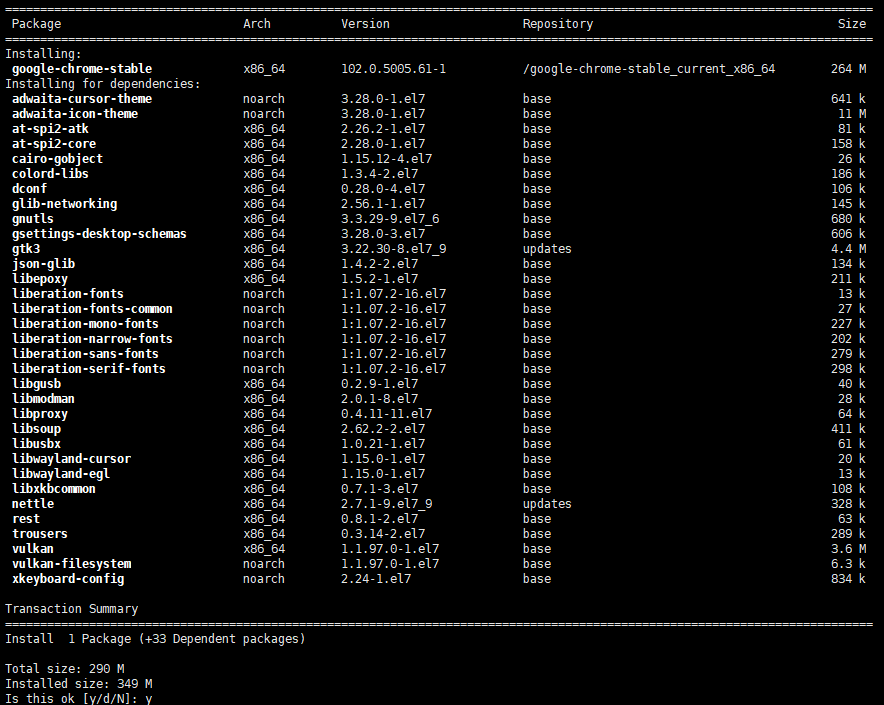 ================================================================================
Package Arch Version Repository Size
================================================================================
Installing:
google-chrome-stable x86_64 102.0.5005.61-1 /google-chrome-stable_current_x86_64 264 M
Installing for dependencies:
adwaita-cursor-theme noarch 3.28.0-1.el7 base 641 k
adwaita-icon-theme noarch 3.28.0-1.el7 base 11 M
at-spi2-atk x86_64 2.26.2-1.el7 base 81 k
at-spi2-core x86_64 2.28.0-1.el7 base 158 k
cairo-gobject x86_64 1.15.12-4.el7 base 26 k
colord-libs x86_64 1.3.4-2.el7 base 186 k
dconf x86_64 0.28.0-4.el7 base 106 k
glib-networking x86_64 2.56.1-1.el7 base 145 k
gnutls x86_64 3.3.29-9.el7_6 base 680 k
gsettings-desktop-schemas x86_64 3.28.0-3.el7 base 606 k
gtk3 x86_64 3.22.30-8.el7_9 updates 4.4 M
json-glib x86_64 1.4.2-2.el7 base 134 k
libepoxy x86_64 1.5.2-1.el7 base 211 k
liberation-fonts noarch 1:1.07.2-16.el7 base 13 k
liberation-fonts-common noarch 1:1.07.2-16.el7 base 27 k
liberation-mono-fonts noarch 1:1.07.2-16.el7 base 227 k
liberation-narrow-fonts noarch 1:1.07.2-16.el7 base 202 k
liberation-sans-fonts noarch 1:1.07.2-16.el7 base 279 k
liberation-serif-fonts noarch 1:1.07.2-16.el7 base 298 k
libgusb x86_64 0.2.9-1.el7 base 40 k
libmodman x86_64 2.0.1-8.el7 base 28 k
libproxy x86_64 0.4.11-11.el7 base 64 k
libsoup x86_64 2.62.2-2.el7 base 411 k
libusbx x86_64 1.0.21-1.el7 base 61 k
libwayland-cursor x86_64 1.15.0-1.el7 base 20 k
libwayland-egl x86_64 1.15.0-1.el7 base 13 k
libxkbcommon x86_64 0.7.1-3.el7 base 108 k
nettle x86_64 2.7.1-9.el7_9 updates 328 k
rest x86_64 0.8.1-2.el7 base 63 k
trousers x86_64 0.3.14-2.el7 base 289 k
vulkan x86_64 1.1.97.0-1.el7 base 3.6 M
vulkan-filesystem noarch 1.1.97.0-1.el7 base 6.3 k
xkeyboard-config noarch 2.24-1.el7 base 834 k
Transaction Summary
================================================================================
Install 1 Package (+33 Dependent packages)
Total size: 290 M
Installed size: 349 M
Is this ok [y/d/N]: y